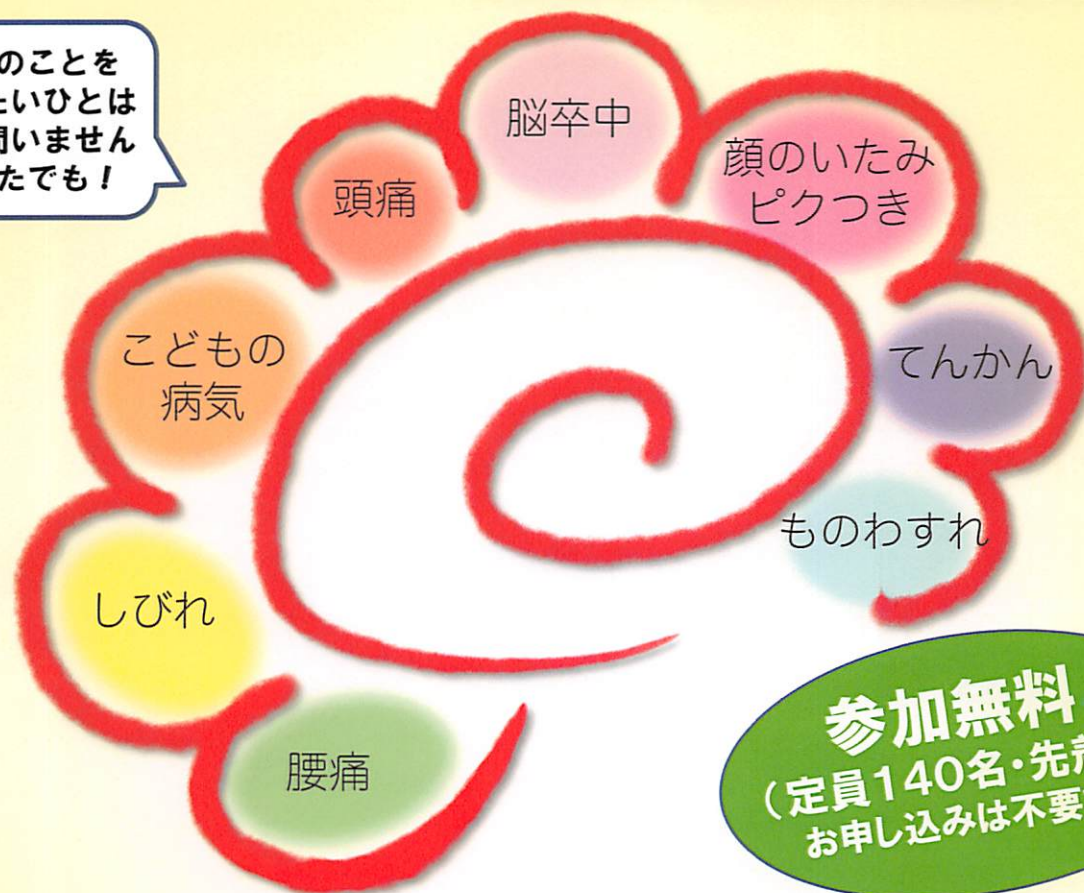 のことを
たいひとは
問いません
たでも!
脳卒中
頭痛
顔のいたみ
ピクつき
こどもの
病気
てんかん
ものわすれ
しびれ
腰痛
参加無料
(定員140名・先着
お申し込みは不要